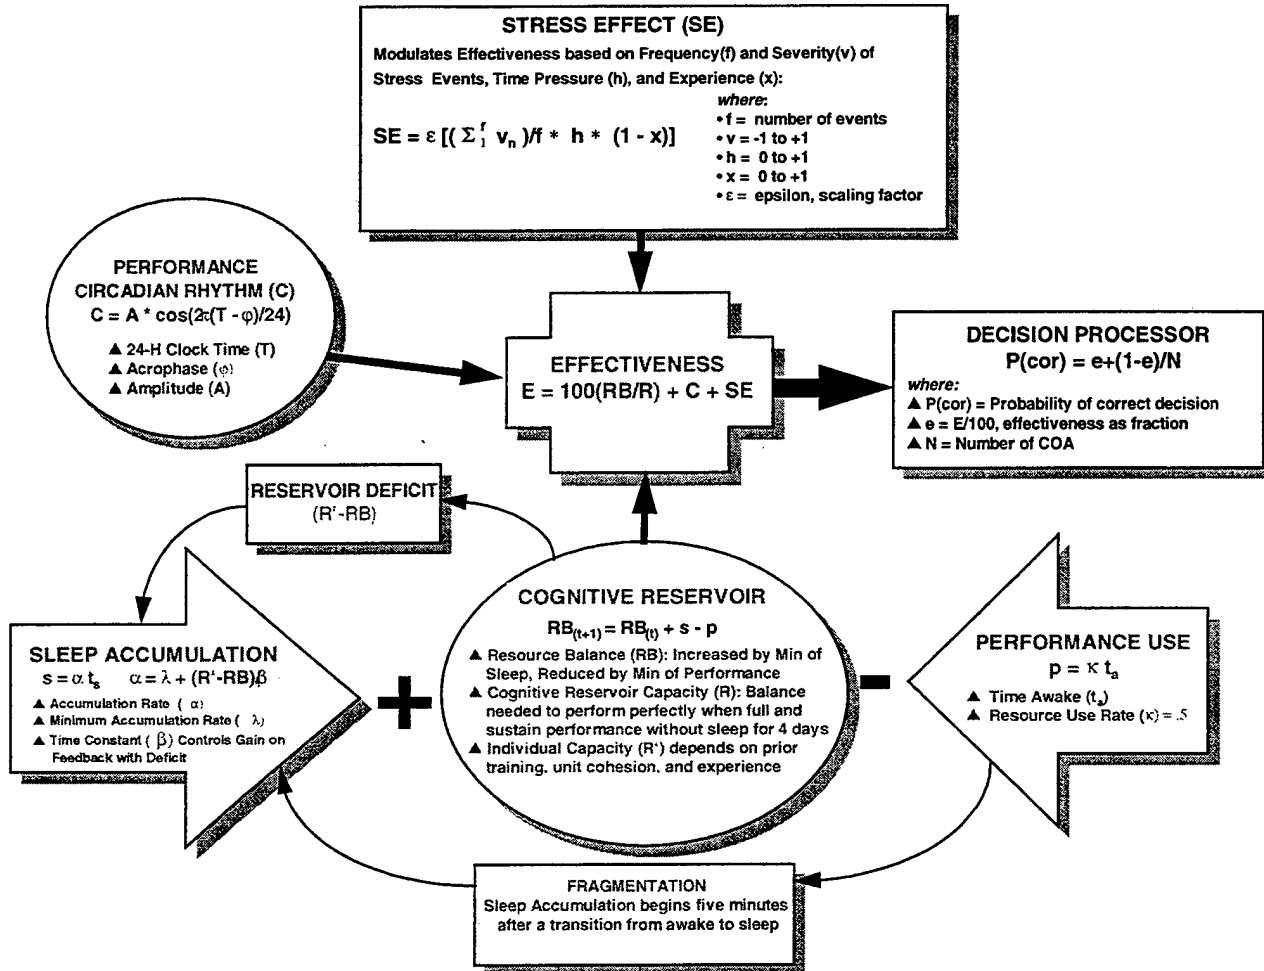 STRESS EFFECT (SE)
Modulates Effectiveness based on Frequency(f) and Severity(v) of
Stress Events, Time Pressure (h), and Experience (x):
where:
SE = ε [( Σ₁ᶠ vₙ )/f * h * (1 - x)]
• f = number of events
• v = -1 to +1
• h = 0 to +1
• x = 0 to +1
• ε = epsilon, scaling factor
PERFORMANCE
CIRCADIAN RHYTHM (C)
C = A * cos(2π(T - φ)/24)
▲ 24-H Clock Time (T)
▲ Acrophase (φ)
▲ Amplitude (A)
EFFECTIVENESS
E = 100(RB/R) + C + SE
DECISION PROCESSOR
P(cor) = e+(1-e)/N
where:
▲ P(cor) = Probability of correct decision
▲ e = E/100, effectiveness as fraction
▲ N = Number of COA
RESERVOIR DEFICIT
(R'-RB)
SLEEP ACCUMULATION
s = α tₛ α = λ + (R'-RB)β
▲ Accumulation Rate ( α)
▲ Minimum Accumulation Rate ( λ)
▲ Time Constant ( β) Controls Gain on
Feedback with Deficit
+
COGNITIVE RESERVOIR
RB₍ₜ₊₁₎ = RB₍ₜ₎ + s - p
▲ Resource Balance (RB): Increased by Min of
Sleep, Reduced by Min of Performance
▲ Cognitive Reservoir Capacity (R): Balance
needed to perform perfectly when full and
sustain performance without sleep for 4 days
▲ Individual Capacity (R') depends on prior
training, unit cohesion, and experience
-
PERFORMANCE USE
p = κ tₐ
▲ Time Awake (tₐ)
▲ Resource Use Rate (κ) = .5
FRAGMENTATION
Sleep Accumulation begins five minutes
after a transition from awake to sleep